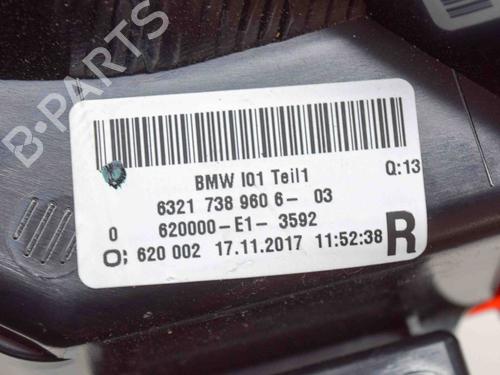 B-PARTS
BMW I01 Teil1
Q:13
6321 738 960 6- 03
0 620000-E1- 3592
O; 620 002 17.11.2017 11:52:38 R